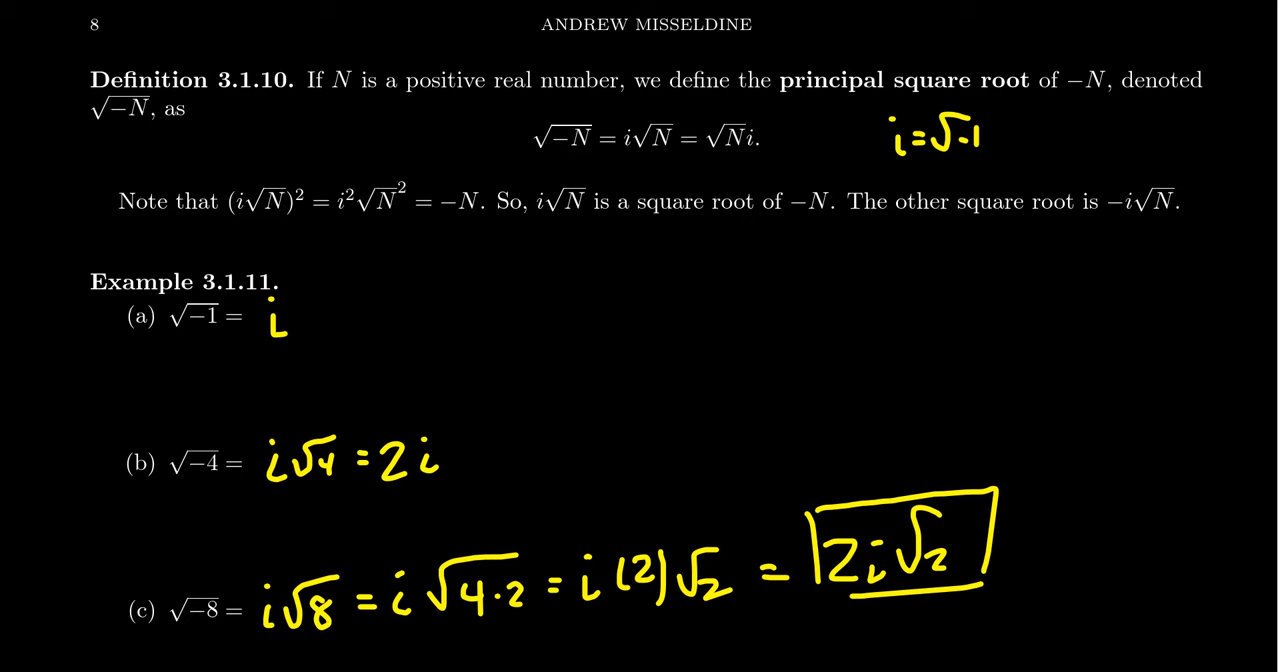 8 ANDREW MISSELDINE
Definition 3.1.10. If N is a positive real number, we define the principal square root of −N, denoted
√−N, as
√−N = i√N = √Ni. i = √-1
Note that (i√N)² = i²√N² = −N. So, i√N is a square root of −N. The other square root is −i√N.
Example 3.1.11.
(a) √−1 = i
(b) √−4 = i√4 = 2i
(c) √−8 = i√8 = i√4·2 = i(2)√2 = 2i√2